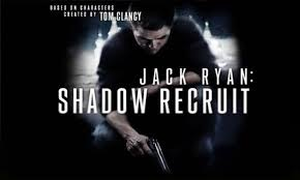 BASED ON CHARACTERS
CREATED BY TOM CLANCY
JACK RYAN:
SHADOW RECRUIT